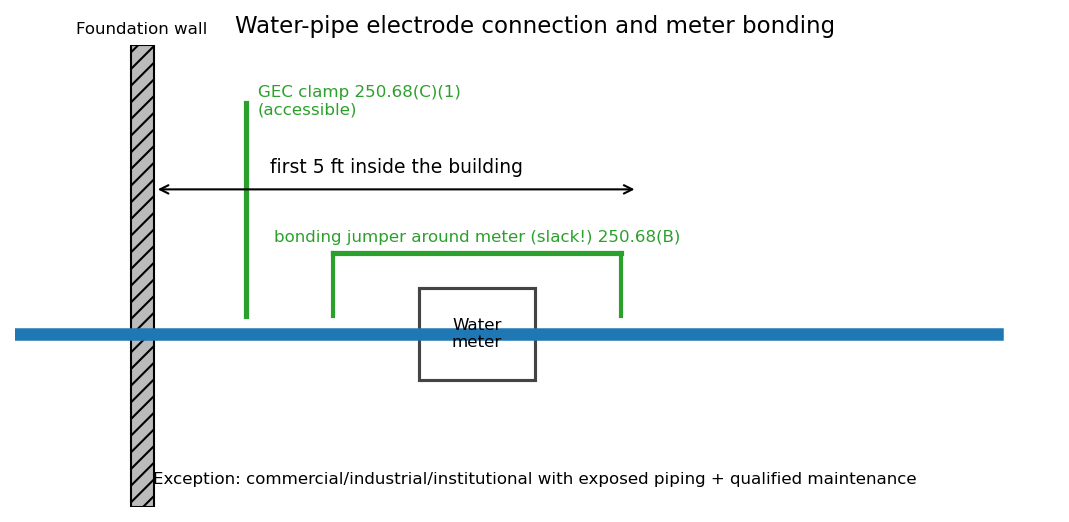 Water-pipe electrode connection and meter bonding
Foundation wall
GEC clamp 250.68(C)(1)
(accessible)
first 5 ft inside the building
bonding jumper around meter (slack!) 250.68(B)
Water
meter
Exception: commercial/industrial/institutional with exposed piping + qualified maintenance